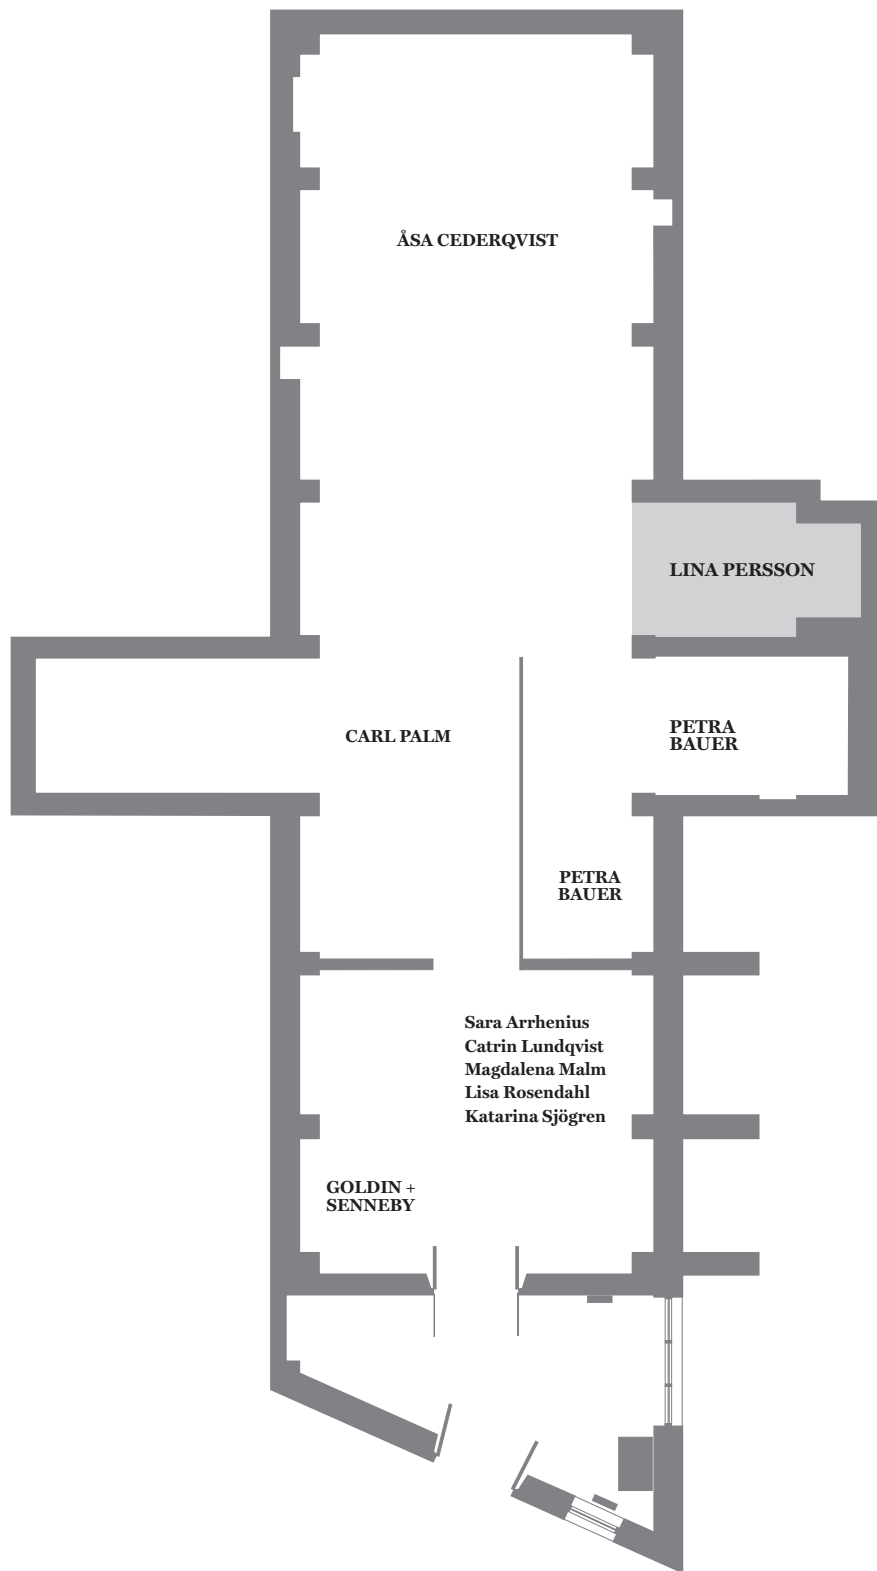 ÅSA CEDERQVIST
LINA PERSSON
CARL PALM
PETRA
BAUER
PETRA
BAUER
Sara Arrhenius
Catrin Lundqvist
Magdalena Malm
Lisa Rosendahl
Katarina Sjögren
GOLDIN +
SENNEBY